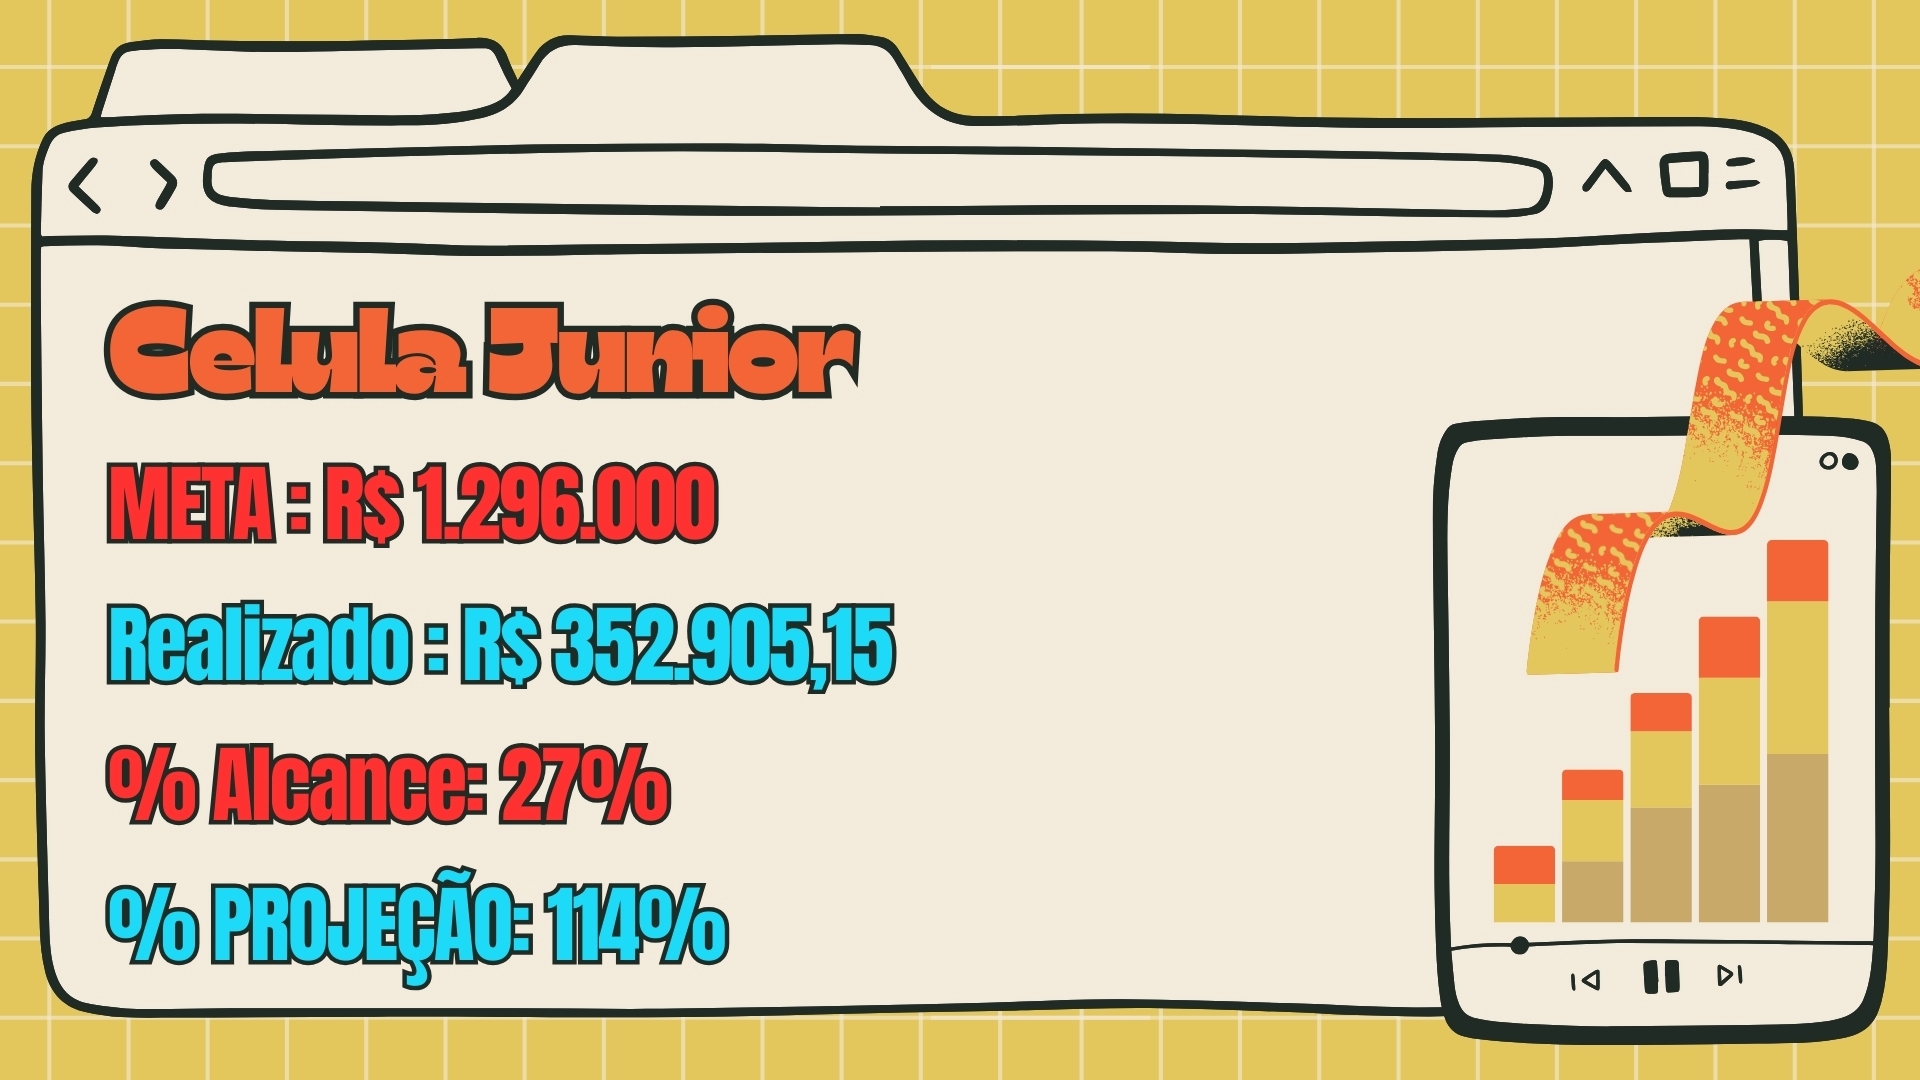 Celula Junior
META : R$ 1.296.000
Realizado : R$ 352.905,15
% Alcance: 27%
% PROJEÇÃO: 114%